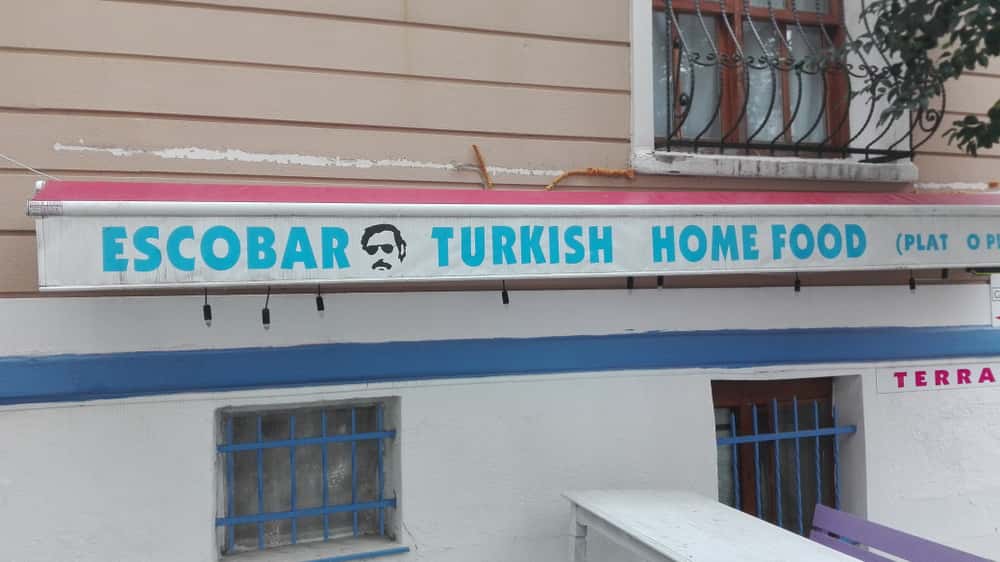 ESCOBAR TURKISH HOME FOOD (PLAT O
TERRA